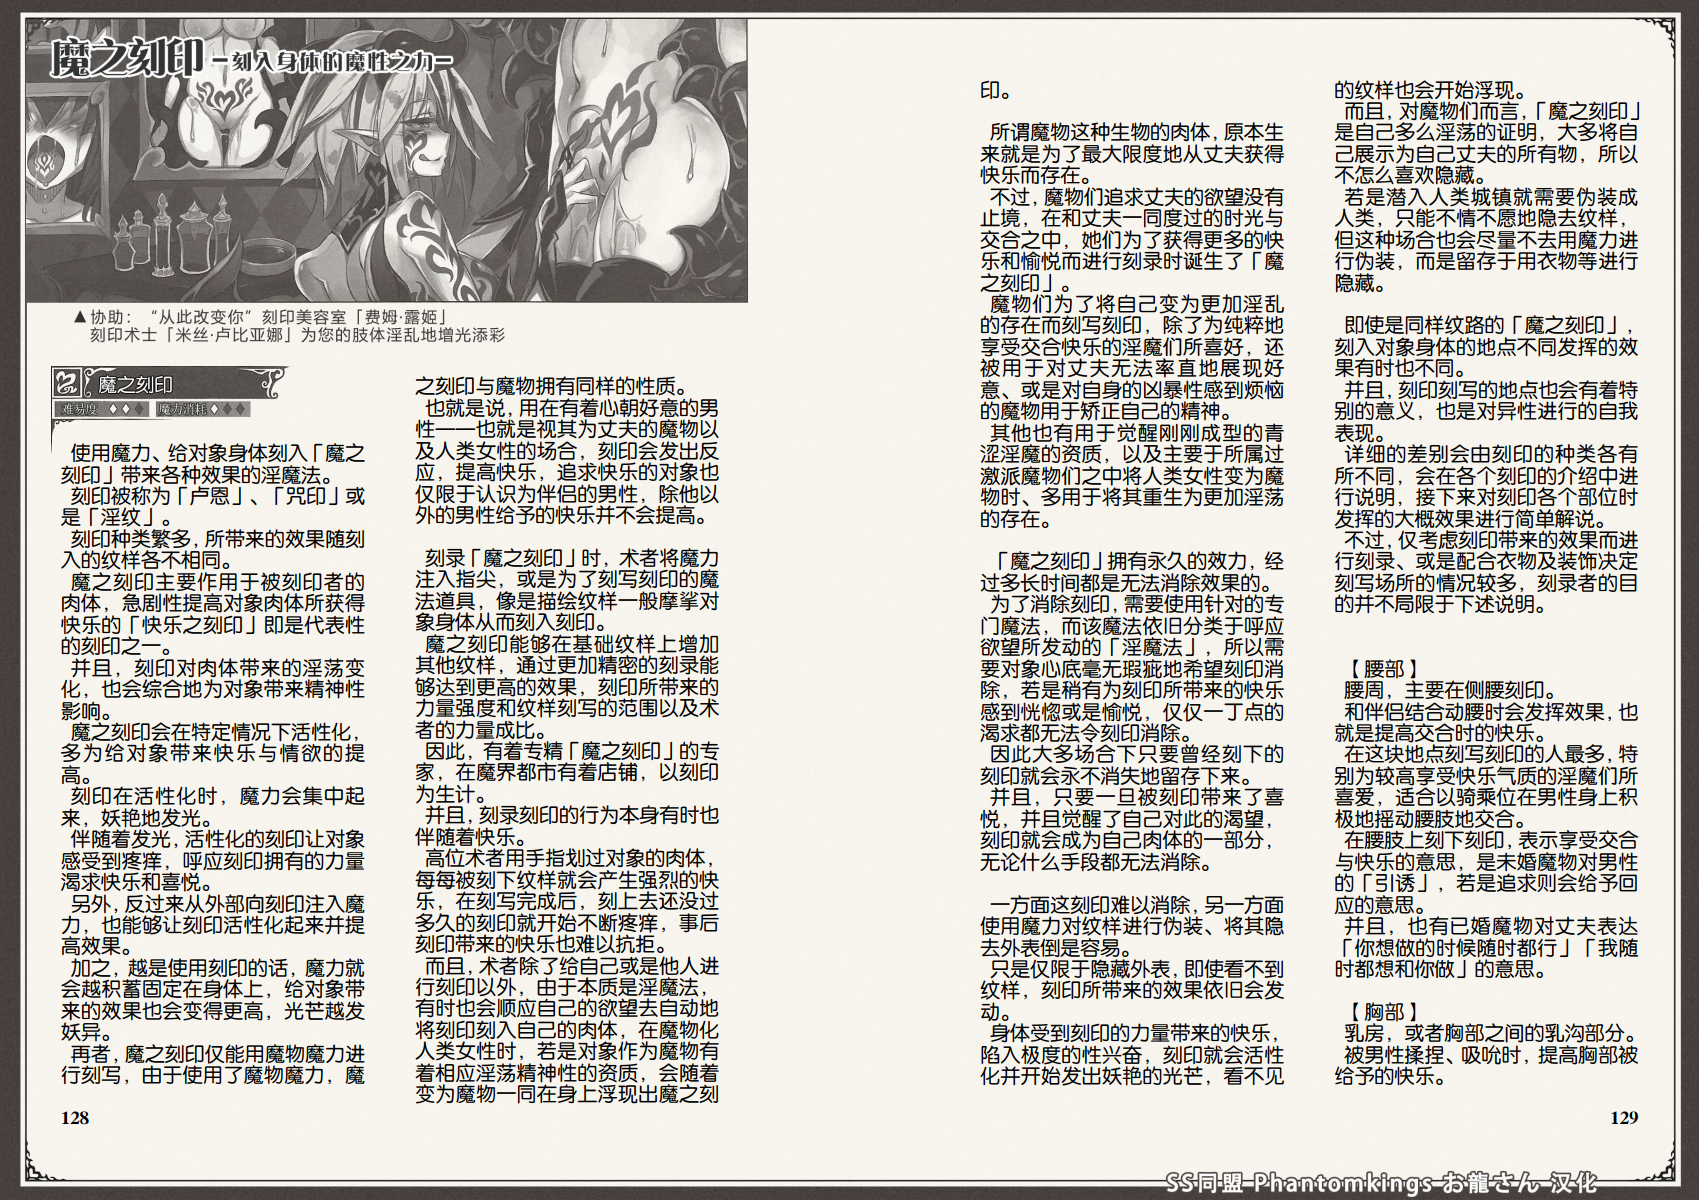 魔之刻印 —刻入身体的魔性之力—
▲协助：“从此改变你”刻印美容室「费姆·露姬」
刻印术士「米丝·卢比亚娜」为您的肢体淫乱地增光添彩
魔之刻印
难易度 ◆◆◆ 魔力消耗 ◆◆◆
使用魔力、给对象身体刻入「魔之
刻印」带来各种效果的淫魔法。
刻印被称为「卢恩」、「咒印」或
是「淫纹」。
刻印种类繁多，所带来的效果随刻
入的纹样各不相同。
魔之刻印主要作用于被刻印者的
肉体，急剧性提高对象肉体所获得
快乐的「快乐之刻印」即是代表性
的刻印之一。
并且，刻印对肉体带来的淫荡变
化，也会综合地为对象带来精神性
影响。
魔之刻印会在特定情况下活性化，
多为给对象带来快乐与情欲的提
高。
刻印在活性化时，魔力会集中起
来，妖艳地发光。
伴随着发光，活性化的刻印让对象
感受到疼痒，呼应刻印拥有的力量
渴求快乐和喜悦。
另外，反过来从外部向刻印注入魔
力，也能够让刻印活性化起来并提
高效果。
加之，越是使用刻印的话，魔力就
会越积蓄固定在身体上，给对象带
来的效果也会变得更高，光芒越发
妖异。
再者，魔之刻印仅能用魔物魔力进
行刻写，由于使用了魔物魔力，魔
之刻印与魔物拥有同样的性质。
也就是说，用在有着心朝好意的男
性一一也就是视其为丈夫的魔物以
及人类女性的场合，刻印会发出反
应，提高快乐，追求快乐的对象也
仅限于认识为伴侣的男性，除他以
外的男性给予的快乐并不会提高。
刻录「魔之刻印」时，术者将魔力
注入指尖，或是为了刻写刻印的魔
法道具，像是描绘纹样一般摩挲对
象身体从而刻入刻印。
魔之刻印能够在基础纹样上增加
其他纹样，通过更加精密的刻录能
够达到更高的效果，刻印所带来的
力量强度和纹样刻写的范围以及术
者的力量成比。
因此，有着专精「魔之刻印」的专
家，在魔界都市有着店铺，以刻印
为生计。
并且，刻录刻印的行为本身有时也
伴随着快乐。
高位术者用手指划过对象的肉体，
每每被刻下纹样就会产生强烈的快
乐，在刻写完成后，刻上去还没过
多久的刻印就开始不断疼痒，事后
刻印带来的快乐也难以抗拒。
而且，术者除了给自己或是他人进
行刻印以外，由于本质是淫魔法，
有时也会顺应自己的欲望去自动地
将刻印刻入自己的肉体，在魔物化
人类女性时，若是对象作为魔物有
着相应淫荡精神性的资质，会随着
变为魔物一同在身上浮现出魔之刻
128
印。
所谓魔物这种生物的肉体，原本生
来就是为了最大限度地从丈夫获得
快乐而存在。
不过，魔物们追求丈夫的欲望没有
止境，在和丈夫一同度过的时光与
交合之中，她们为了获得更多的快
乐和愉悦而进行刻录时诞生了「魔
之刻印」。
魔物们为了将自己变为更加淫乱
的存在而刻写刻印，除了为纯粹地
享受交合快乐的淫魔们所喜好，还
被用于对丈夫无法率直地展现好
意、或是对自身的凶暴性感到烦恼
的魔物用于矫正自己的精神。
其他也有用于觉醒刚刚成型的青
涩淫魔的资质，以及主要于所属过
激派魔物们之中将人类女性变为魔
物时、多用于将其重生为更加淫荡
的存在。
「魔之刻印」拥有永久的效力，经
过多长时间都是无法消除效果的。
为了消除刻印，需要使用针对的专
门魔法，而该魔法依旧分类于呼应
欲望所发动的「淫魔法」，所以需
要对象心底毫无瑕疵地希望刻印消
除，若是稍有为刻印所带来的快乐
感到恍惚或是愉悦，仅仅一丁点的
渴求都无法令刻印消除。
因此大多场合下只要曾经刻下的
刻印就会永不消失地留存下来。
并且，只要一旦被刻印带来了喜
悦，并且觉醒了自己对此的渴望，
刻印就会成为自己肉体的一部分，
无论什么手段都无法消除。
一方面这刻印难以消除，另一方面
使用魔力对纹样进行伪装、将其隐
去外表倒是容易。
只是仅限于隐藏外表，即使看不到
纹样，刻印所带来的效果依旧会发
动。
身体受到刻印的力量带来的快乐，
陷入极度的性兴奋，刻印就会活性
化并开始发出妖艳的光芒，看不见
的纹样也会开始浮现。
而且，对魔物们而言，「魔之刻印」
是自己多么淫荡的证明，大多将自
己展示为自己丈夫的所有物，所以
不怎么喜欢隐藏。
若是潜入人类城镇就需要伪装成
人类，只能不情不愿地隐去纹样，
但这种场合也会尽量不去用魔力进
行伪装，而是留存于用衣物等进行
隐藏。
即使是同样纹路的「魔之刻印」，
刻入对象身体的地点不同发挥的效
果有时也不同。
并且，刻印刻写的地点也会有着特
别的意义，也是对异性进行的自我
表现。
详细的差别会由刻印的种类各有
所不同，会在各个刻印的介绍中进
行说明，接下来对刻印各个部位时
发挥的大概效果进行简单解说。
不过，仅考虑刻印带来的效果而进
行刻录、或是配合衣物及装饰决定
刻写场所的情况较多，刻录者的目
的并不局限于下述说明。
【腰部】
腰周，主要在侧腰刻印。
和伴侣结合动腰时会发挥效果，也
就是提高交合时的快乐。
在这块地点刻写刻印的人最多，特
别为较高享受快乐气质的淫魔们所
喜爱，适合以骑乘位在男性身上积
极地摇动腰肢地交合。
在腰肢上刻下刻印，表示享受交合
与快乐的意思，是未婚魔物对男性
的「引诱」，若是追求则会给予回
应的意思。
并且，也有已婚魔物对丈夫表达
「你想做的时候随时都行」「我随
时都想和你做」的意思。
【胸部】
乳房，或者胸部之间的乳沟部分。
被男性揉捏、吸吮时，提高胸部被
给予的快乐。
129
SS同盟 Phantomkings お龍さん 汉化